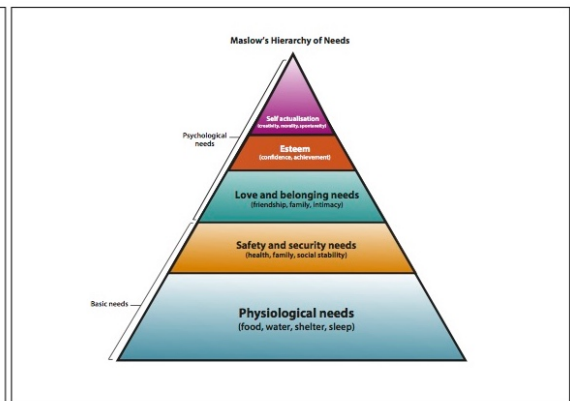 Maslow's Hierarchy of Needs
Self actualisation
(creativity, morality, spontaneity)
Psychological
needs
Esteem
(confidence, achievement)
Love and belonging needs
(friendship, family, intimacy)
Safety and security needs
(health, family, social stability)
Basic needs
Physiological needs
(food, water, shelter, sleep)